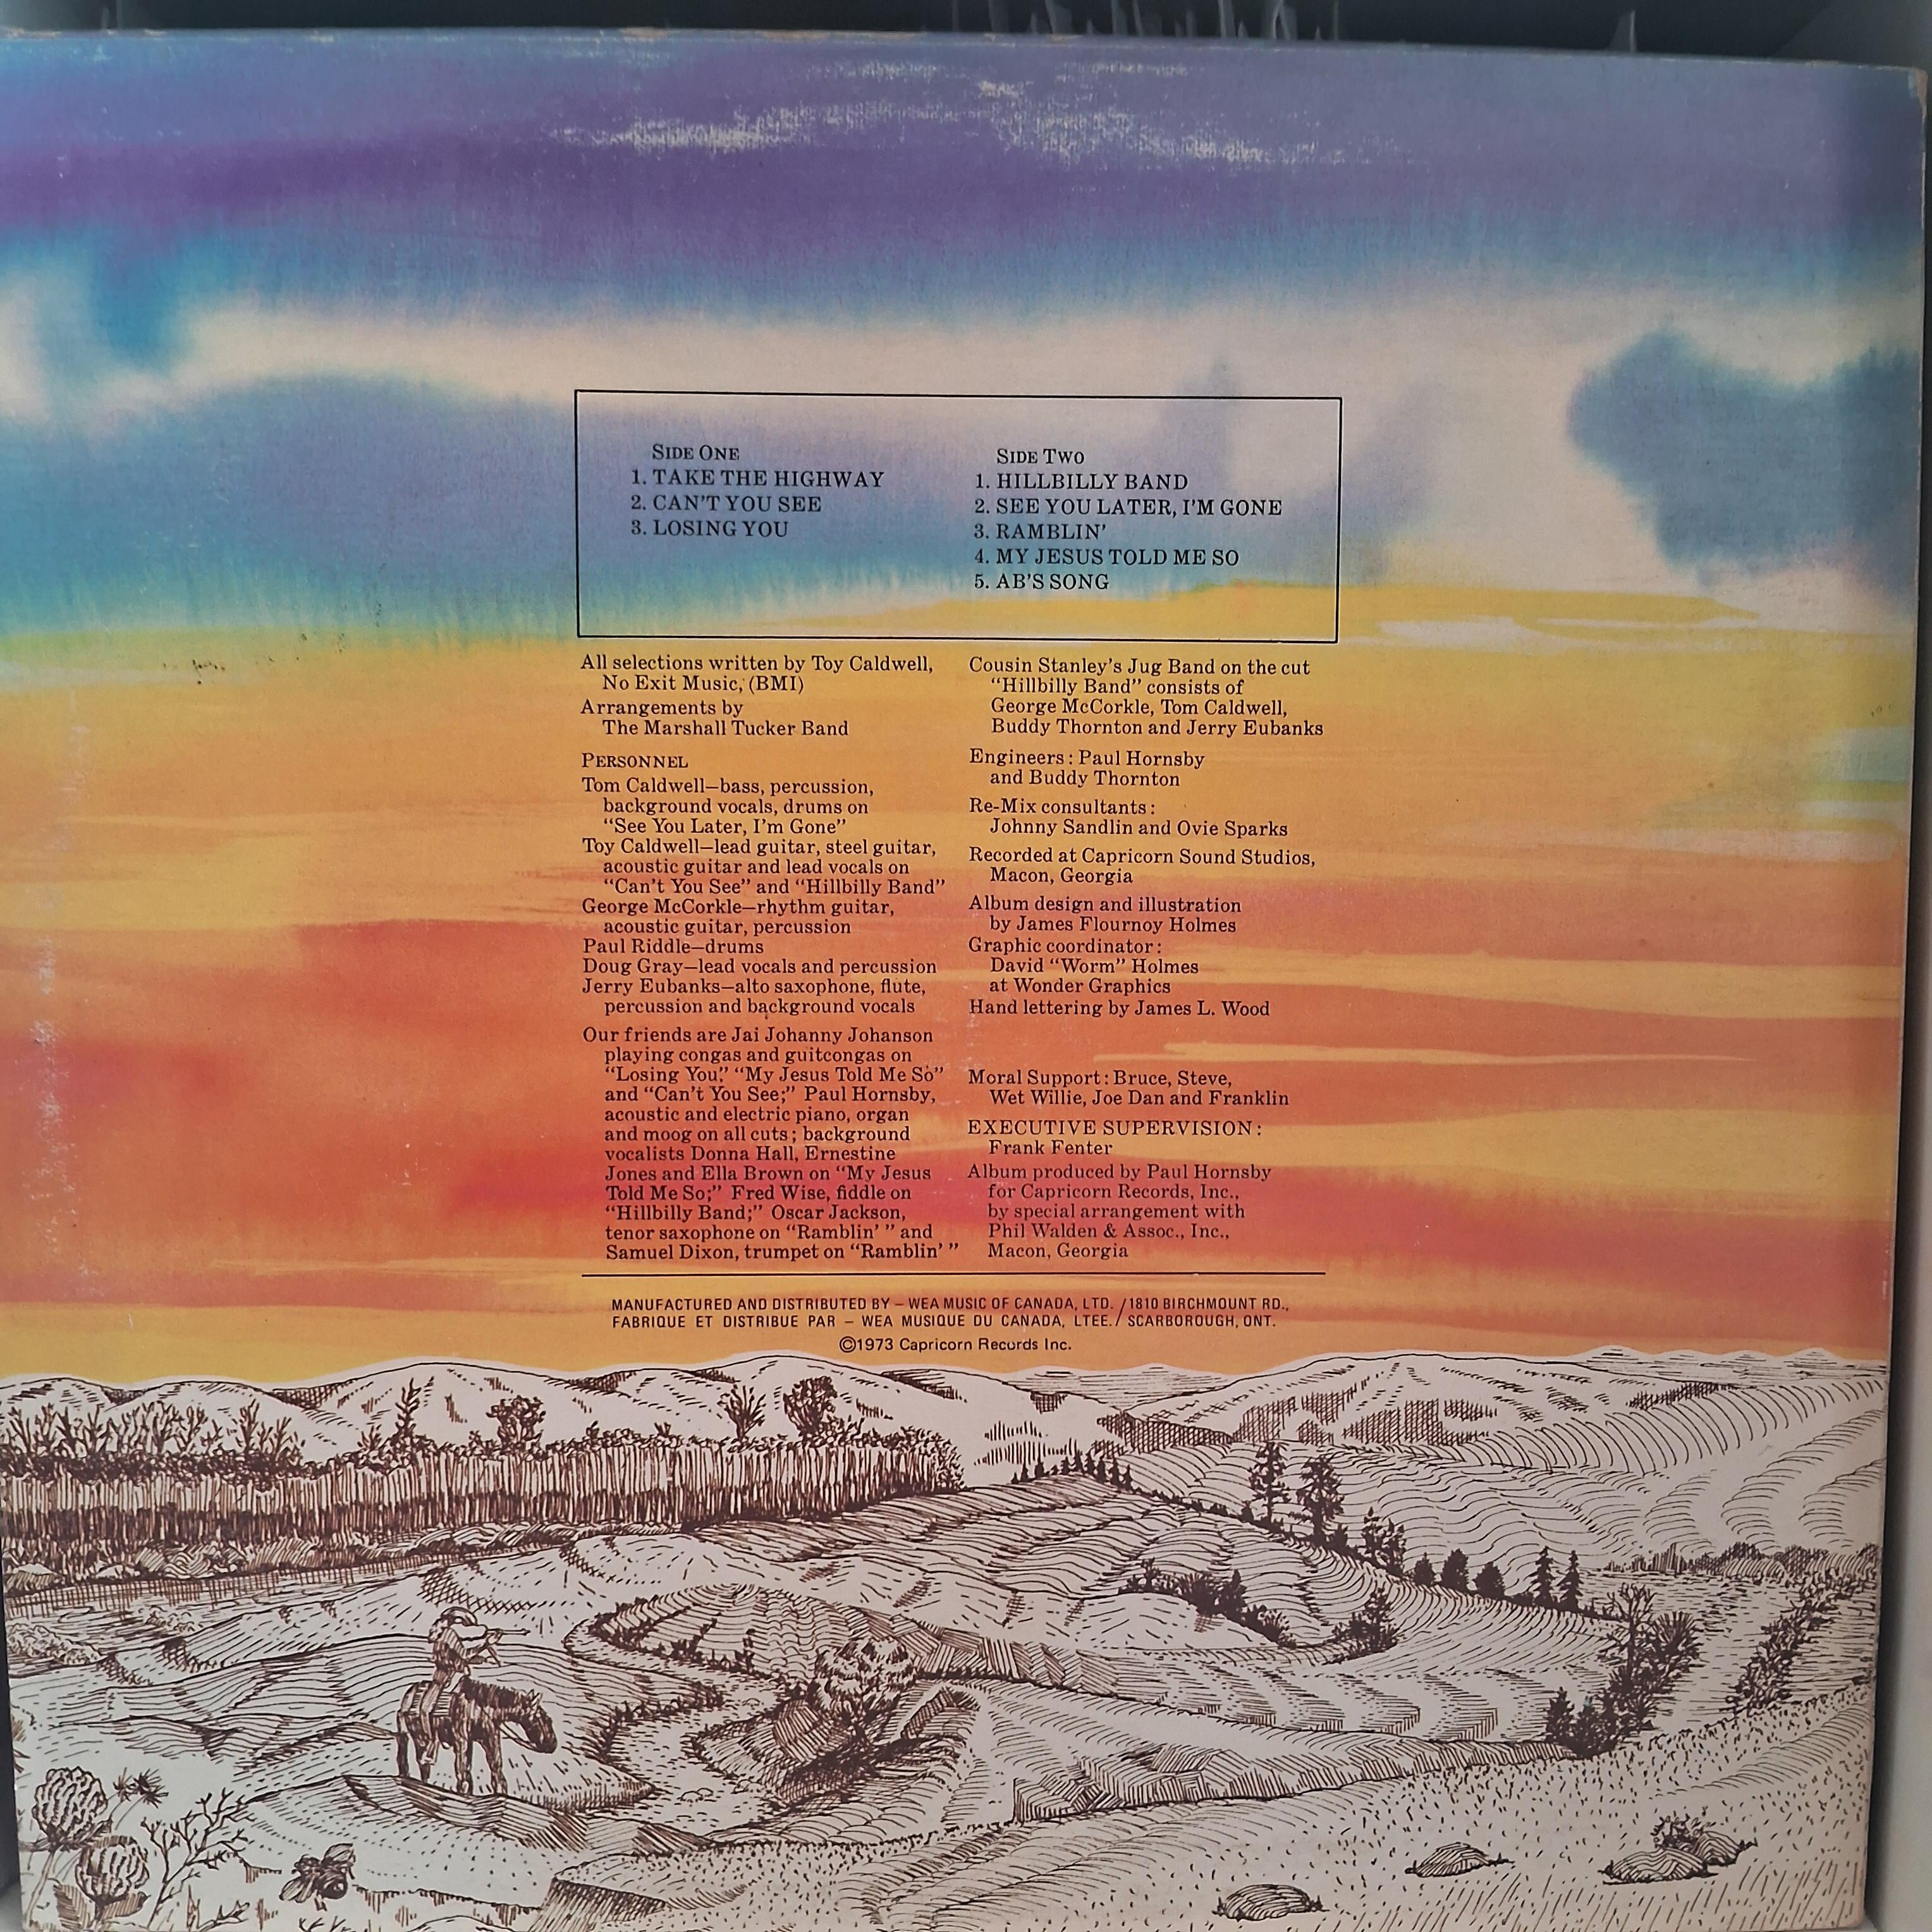 SIDE ONE
1. TAKE THE HIGHWAY
2. CAN'T YOU SEE
3. LOSING YOU
SIDE TWO
1. HILLBILLY BAND
2. SEE YOU LATER, I'M GONE
3. RAMBLIN'
4. MY JESUS TOLD ME SO
5. AB'S SONG
All selections written by Toy Caldwell,
No Exit Music, (BMI)
Arrangements by
The Marshall Tucker Band
PERSONNEL
Tom Caldwell—bass, percussion,
background vocals, drums on
“See You Later, I'm Gone”
Toy Caldwell—lead guitar, steel guitar,
acoustic guitar and lead vocals on
“Can't You See” and “Hillbilly Band”
George McCorkle—rhythm guitar,
acoustic guitar, percussion
Paul Riddle—drums
Doug Gray—lead vocals and percussion
Jerry Eubanks—alto saxophone, flute,
percussion and background vocals
Our friends are Jai Johanny Johanson
playing congas and guitcongas on
“Losing You,” “My Jesus Told Me So”
and “Can't You See;” Paul Hornsby,
acoustic and electric piano, organ
and moog on all cuts; background
vocalists Donna Hall, Ernestine
Jones and Ella Brown on “My Jesus
Told Me So;” Fred Wise, fiddle on
“Hillbilly Band;” Oscar Jackson,
tenor saxophone on “Ramblin' ” and
Samuel Dixon, trumpet on “Ramblin' ”
Cousin Stanley's Jug Band on the cut
“Hillbilly Band” consists of
George McCorkle, Tom Caldwell,
Buddy Thornton and Jerry Eubanks
Engineers: Paul Hornsby
and Buddy Thornton
Re-Mix consultants:
Johnny Sandlin and Ovie Sparks
Recorded at Capricorn Sound Studios,
Macon, Georgia
Album design and illustration
by James Flournoy Holmes
Graphic coordinator:
David “Worm” Holmes
at Wonder Graphics
Hand lettering by James L. Wood
Moral Support: Bruce, Steve,
Wet Willie, Joe Dan and Franklin
EXECUTIVE SUPERVISION:
Frank Fenter
Album produced by Paul Hornsby
for Capricorn Records, Inc.,
by special arrangement with
Phil Walden & Assoc., Inc.,
Macon, Georgia
MANUFACTURED AND DISTRIBUTED BY – WEA MUSIC OF CANADA, LTD. / 1810 BIRCHMOUNT RD.,
FABRIQUE ET DISTRIBUE PAR – WEA MUSIQUE DU CANADA, LTEE. / SCARBOROUGH, ONT.
©1973 Capricorn Records Inc.